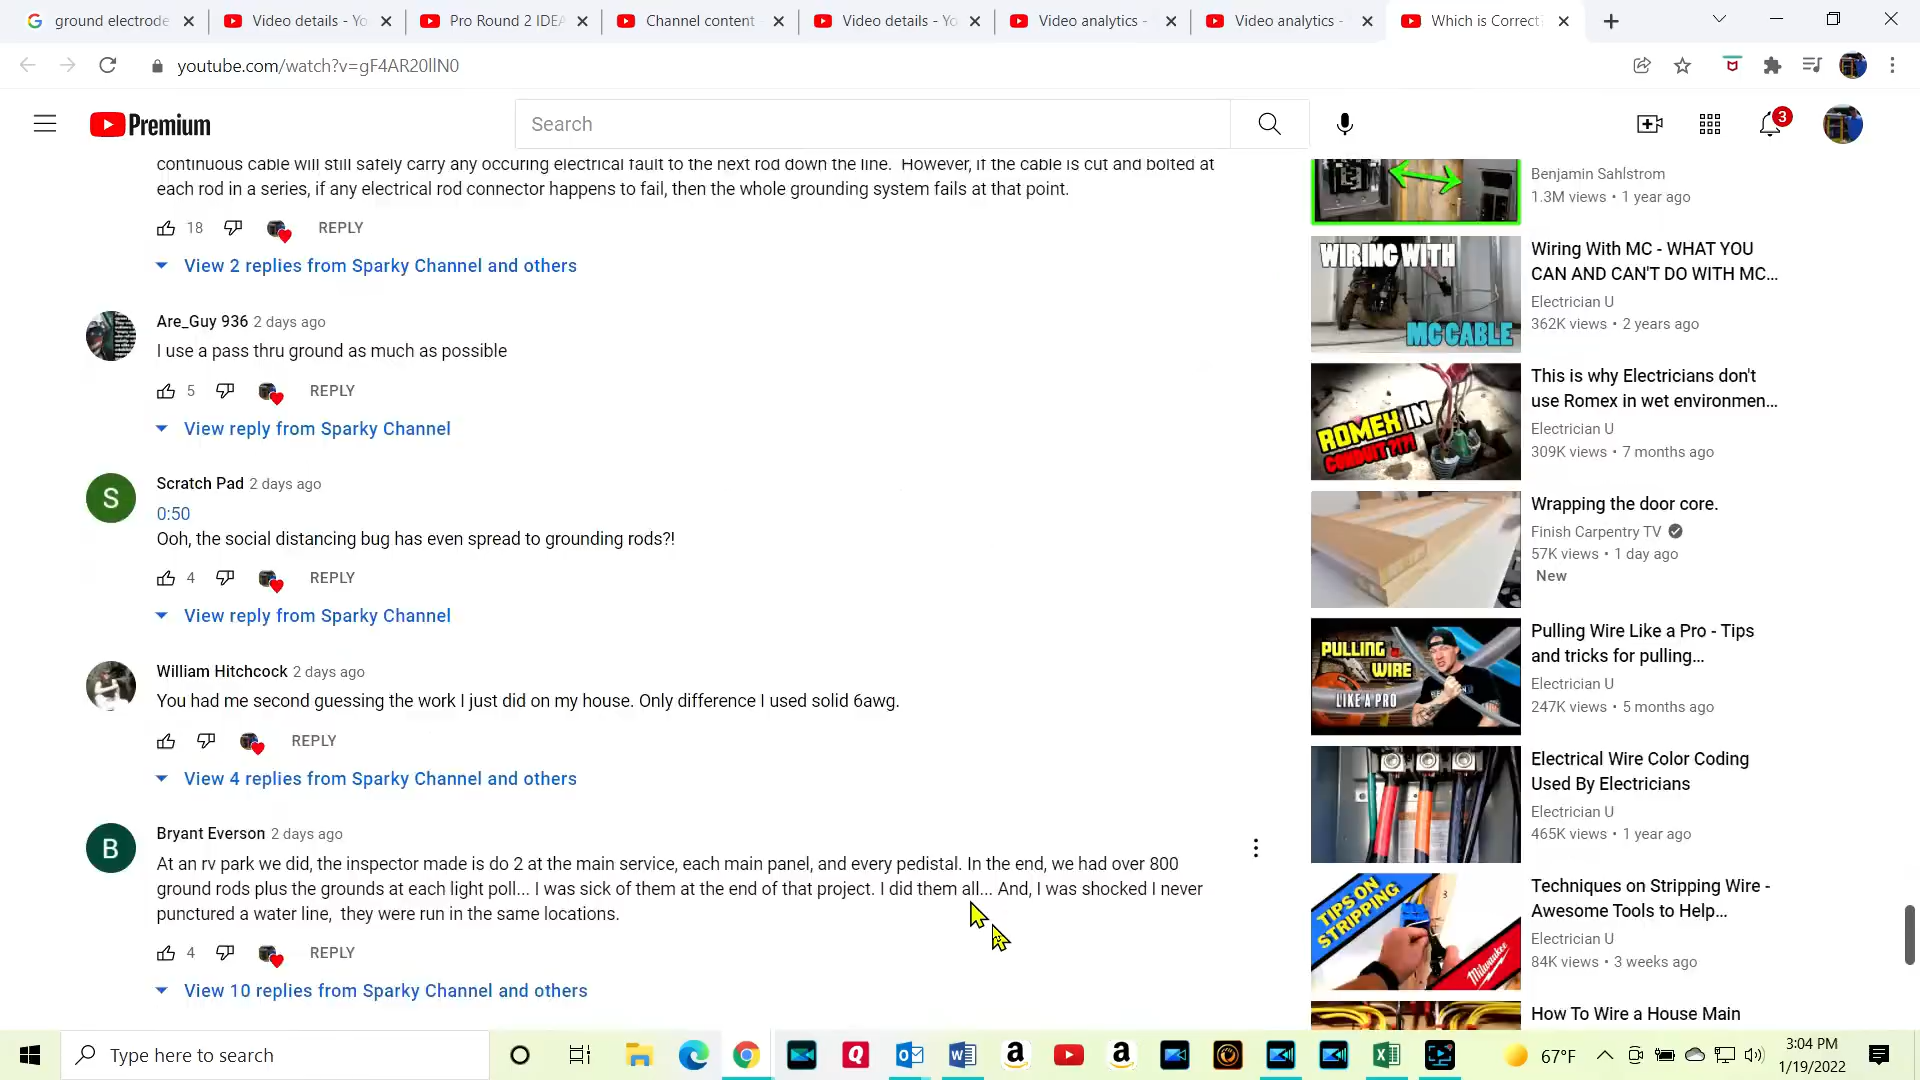 ground electrode
Video details - Yo
Pro Round 2 IDEA
Channel content -
Video details - Yo
Video analytics -
Video analytics -
Which is Correct
youtube.com/watch?v=gF4AR20llN0
Premium
Search
3
continuous cable will still safely carry any occuring electrical fault to the next rod down the line. However, if the cable is cut and bolted at
each rod in a series, if any electrical rod connector happens to fail, then the whole grounding system fails at that point.
18 REPLY
View 2 replies from Sparky Channel and others
Are_Guy 936 2 days ago
I use a pass thru ground as much as possible
5 REPLY
View reply from Sparky Channel
S
Scratch Pad 2 days ago
0:50
Ooh, the social distancing bug has even spread to grounding rods?!
4 REPLY
View reply from Sparky Channel
William Hitchcock 2 days ago
You had me second guessing the work I just did on my house. Only difference I used solid 6awg.
REPLY
View 4 replies from Sparky Channel and others
B
Bryant Everson 2 days ago
At an rv park we did, the inspector made is do 2 at the main service, each main panel, and every pedistal. In the end, we had over 800
ground rods plus the grounds at each light poll... I was sick of them at the end of that project. I did them all... And, I was shocked I never
punctured a water line, they were run in the same locations.
4 REPLY
View 10 replies from Sparky Channel and others
Benjamin Sahlstrom
1.3M views • 1 year ago
WIRING WITH
MC CABLE
Wiring With MC - WHAT YOU
CAN AND CAN'T DO WITH MC...
Electrician U
362K views • 2 years ago
ROMEX IN
CONDUIT ?!?!
This is why Electricians don't
use Romex in wet environmen...
Electrician U
309K views • 7 months ago
Wrapping the door core.
Finish Carpentry TV
57K views • 1 day ago
New
PULLING
WIRE
LIKE A PRO
Pulling Wire Like a Pro - Tips
and tricks for pulling...
Electrician U
247K views • 5 months ago
Electrical Wire Color Coding
Used By Electricians
Electrician U
465K views • 1 year ago
TIPS ON
STRIPPING
Milwaukee
Techniques on Stripping Wire -
Awesome Tools to Help...
Electrician U
84K views • 3 weeks ago
How To Wire a House Main
Type here to search
67°F
3:04 PM
1/19/2022